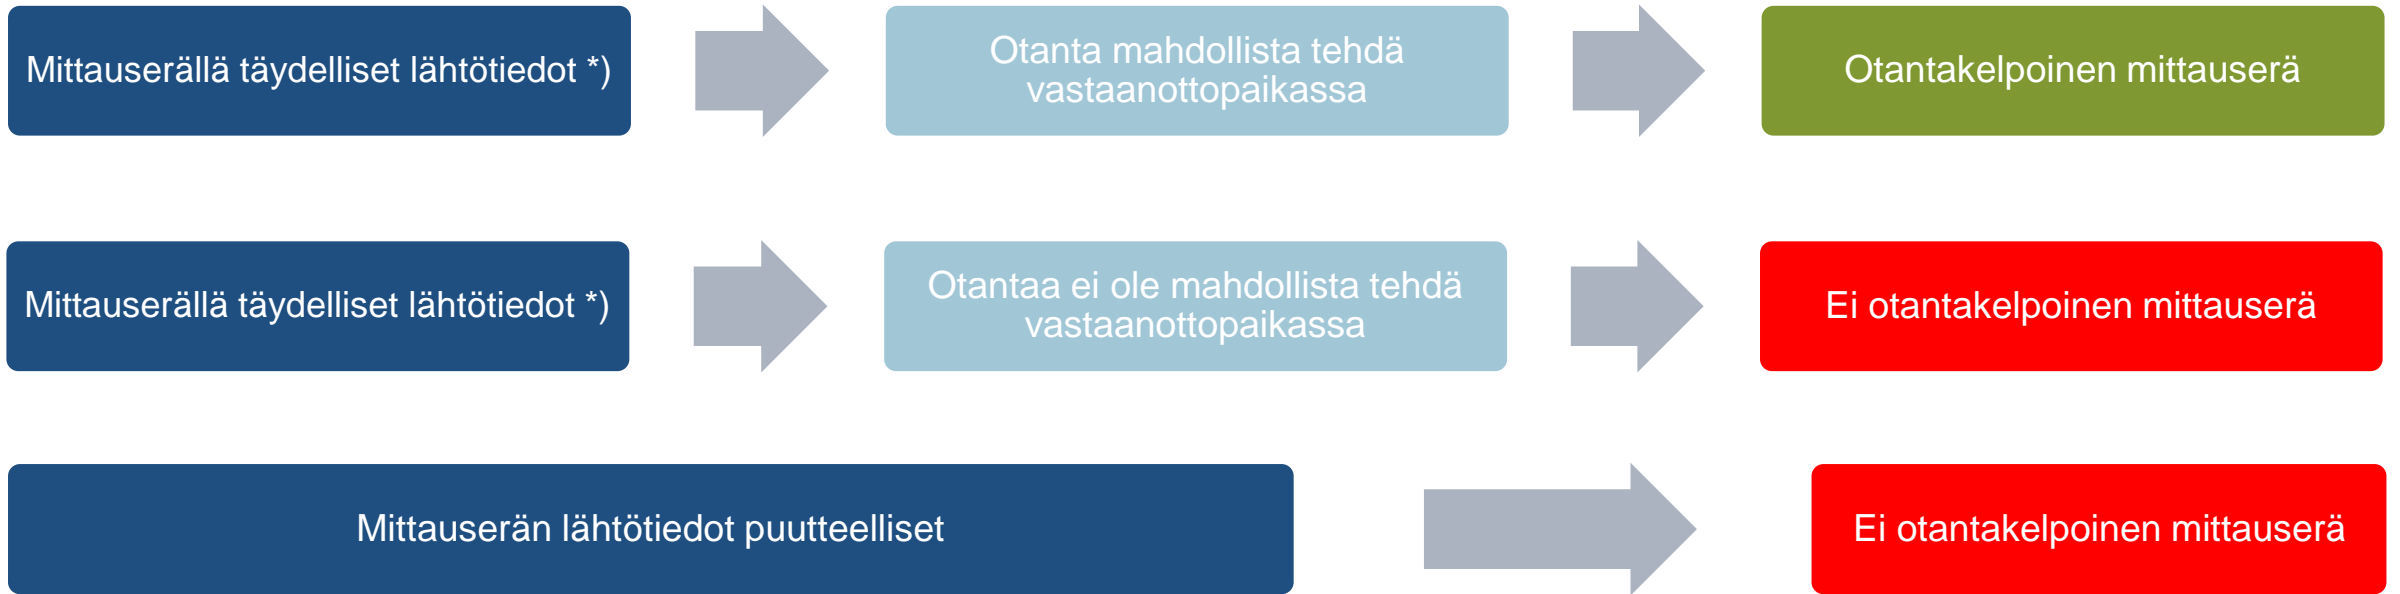 Mittauserällä täydelliset lähtötiedot *)
Otanta mahdollista tehdä
vastaanottopaikassa
Otantakelpoinen mittauserä
Mittauserällä täydelliset lähtötiedot *)
Otantaa ei ole mahdollista tehdä
vastaanottopaikassa
Ei otantakelpoinen mittauserä
Mittauserän lähtötiedot puutteelliset
Ei otantakelpoinen mittauserä